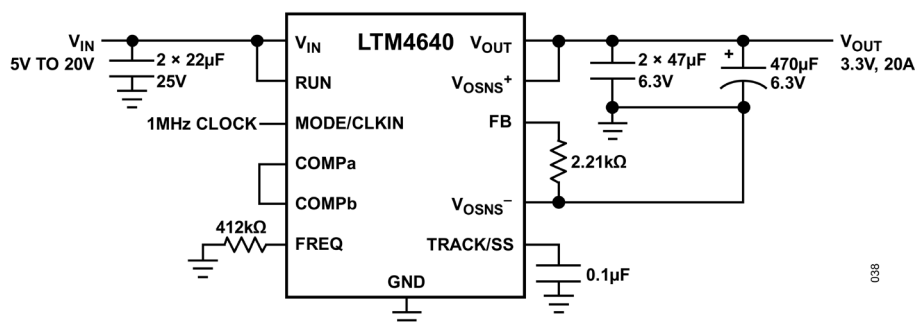 VIN
5V TO 20V
2 × 22µF
25V
VIN
RUN
1MHz CLOCK
MODE/CLKIN
COMPa
COMPb
412kΩ
FREQ
LTM4640
GND
VOUT
VOSNS+
FB
VOSNS–
TRACK/SS
2 × 47µF
6.3V
+
470µF
6.3V
VOUT
3.3V, 20A
2.21kΩ
0.1µF
038